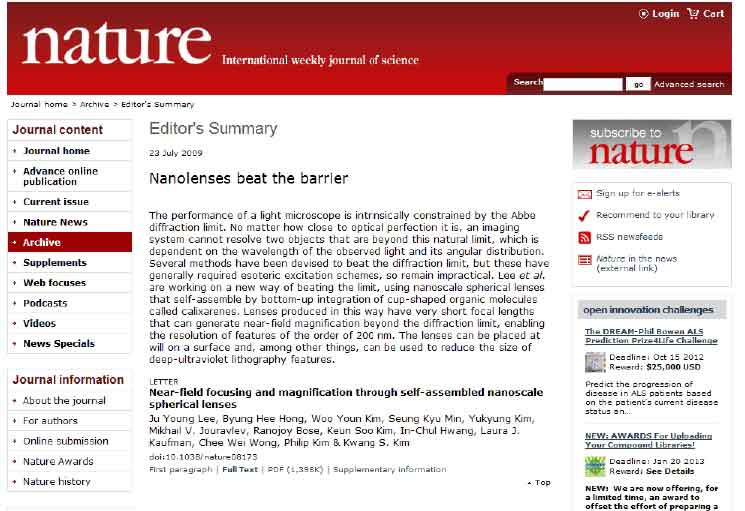 Login Cart
nature International weekly journal of science
Search go Advanced search
Journal home > Archive > Editor's Summary
Journal content
Journal home
Advance online
publication
Current issue
Nature News
Archive
Supplements
Web focuses
Podcasts
Videos
News Specials
Journal information
About the journal
For authors
Online submission
Nature Awards
Nature history
Editor's Summary
23 July 2009
Nanolenses beat the barrier
The performance of a light microscope is intrinsically constrained by the Abbe
diffraction limit. No matter how close to optical perfection it is, an imaging
system cannot resolve two objects that are beyond this natural limit, which is
dependent on the wavelength of the observed light and its angular distribution.
Several methods have been devised to beat the diffraction limit, but these have
generally required esoteric excitation schemes, so remain impractical. Lee et al.
are working on a new way of beating the limit, using nanoscale spherical lenses
that self-assemble by bottom-up integration of cup-shaped organic molecules
called calixarenes. Lenses produced in this way have very short focal lengths
that can generate near-field magnification beyond the diffraction limit, enabling
the resolution of features of the order of 200 nm. The lenses can be placed at
will on a surface and, among other things, can be used to reduce the size of
deep-ultraviolet lithography features.
LETTER
Near-field focusing and magnification through self-assembled nanoscale
spherical lenses
Ju Young Lee, Byung Hee Hong, Woo Youn Kim, Seung Kyu Min, Yukyung Kim,
Mikhail V. Jouravlev, Ranojoy Bose, Keun Soo Kim, In-Chul Hwang, Laura J.
Kaufman, Chee Wei Wong, Philip Kim & Kwang S. Kim
doi:10.1038/nature08173
First paragraph | Full Text | PDF (1,398K) | Supplementary information
Top
subscribe to
nature
Sign up for e-alerts
Recommend to your library
RSS newsfeeds
Nature in the news
(external link)
open innovation challenges
The DREAM-Phil Bowen ALS
Prediction Prize4Life Challenge
Deadline: Oct 15 2012
Reward: $25,000 USD
Predict the progression of
disease in ALS patients based
on the patient's current disease
status an...
NEW: AWARDS For Uploading
Your Compound Libraries!
Deadline: Jan 20 2013
Reward: See Details
NEW: We are now offering, for
a limited time, an award to
offset the effort of preparing a